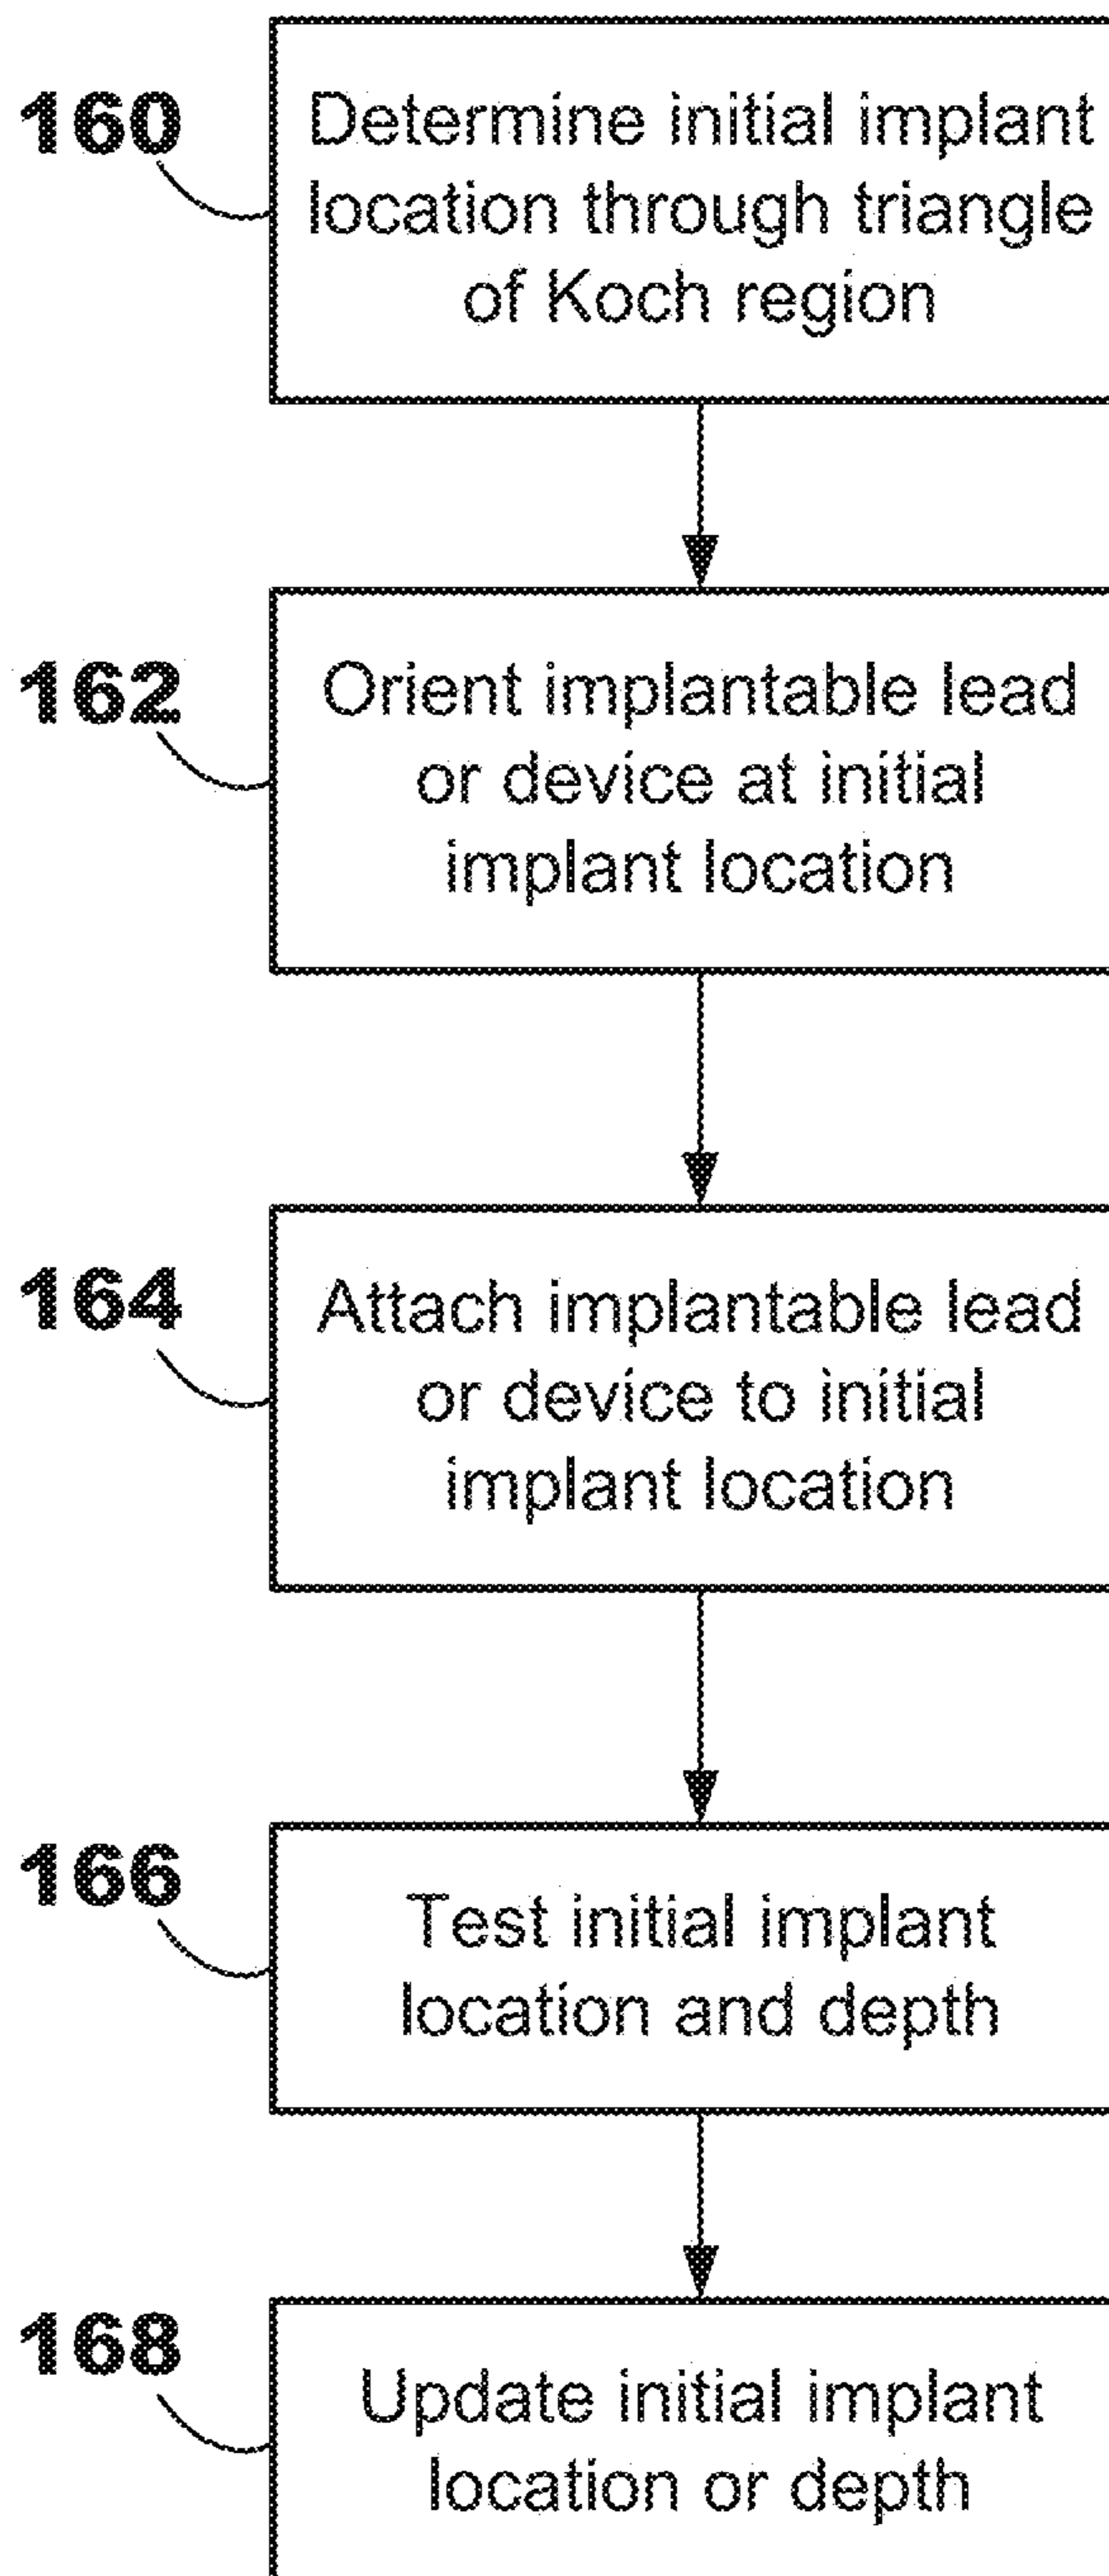 160
Determine initial implant
location through triangle
of Koch region
162
Orient implantable lead
or device at initial
implant location
164
Attach implantable lead
or device to initial
implant location
166
Test initial implant
location and depth
168
Update initial implant
location or depth